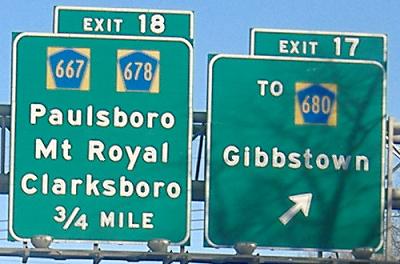 EXIT 18
667 678
Paulsboro
Mt Royal
Clarksboro
3/4 MILE
EXIT 17
TO 680
Gibbstown